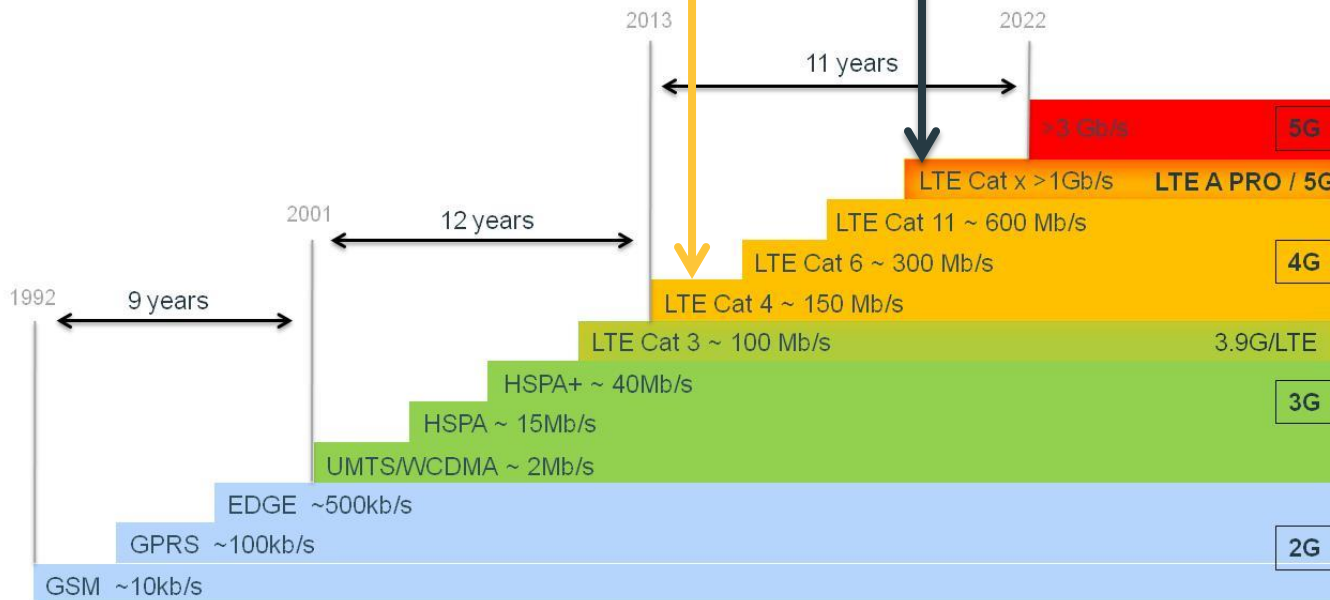 2013
2022
11 years
>3 Gb/s
5G
LTE Cat x >1Gb/s
LTE A PRO / 5G
2001
12 years
LTE Cat 11 ~ 600 Mb/s
LTE Cat 6 ~ 300 Mb/s
4G
1992
9 years
LTE Cat 4 ~ 150 Mb/s
LTE Cat 3 ~ 100 Mb/s
3.9G/LTE
HSPA+ ~ 40Mb/s
3G
HSPA ~ 15Mb/s
UMTS/WCDMA ~ 2Mb/s
EDGE ~500kb/s
GPRS ~100kb/s
2G
GSM ~10kb/s